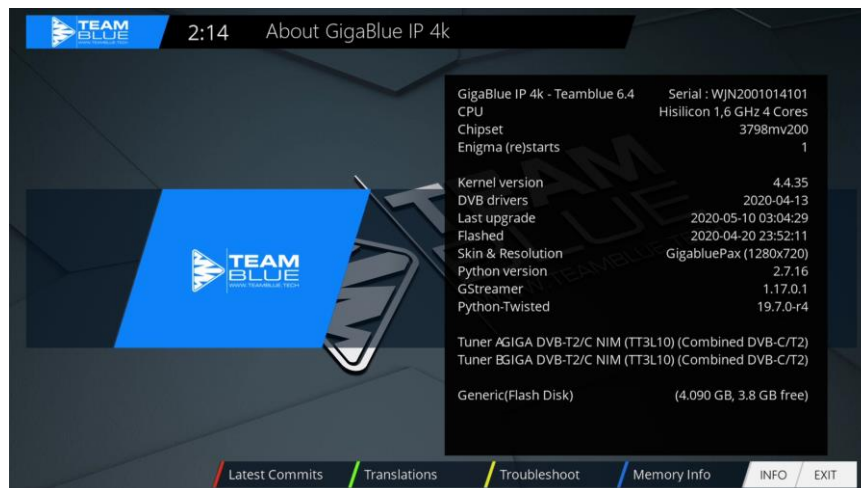 TEAM
BLUE
WWW.TEAMBLUE.TECH
2:14 About GigaBlue IP 4k
GigaBlue IP 4k - Teamblue 6.4 Serial : WJN2001014101
CPU Hisilicon 1,6 GHz 4 Cores
Chipset 3798mv200
Enigma (re)starts 1
Kernel version 4.4.35
DVB drivers 2020-04-13
Last upgrade 2020-05-10 03:04:29
Flashed 2020-04-20 23:52:11
Skin & Resolution GigabluePax (1280x720)
Python version 2.7.16
GStreamer 1.17.0.1
Python-Twisted 19.7.0-r4
Tuner AGIGA DVB-T2/C NIM (TT3L10) (Combined DVB-C/T2)
Tuner BGIGA DVB-T2/C NIM (TT3L10) (Combined DVB-C/T2)
Generic(Flash Disk) (4.090 GB, 3.8 GB free)
TEAM
BLUE
WWW.TEAMBLUE.TECH
Latest Commits Translations Troubleshoot Memory Info INFO EXIT